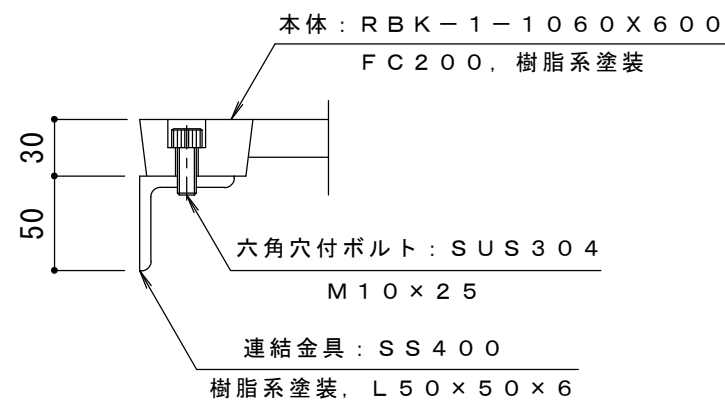 本体：ＲＢＫ－１－１０６０Ｘ６００
ＦＣ２００，樹脂系塗装
30
50
六角穴付ボルト：ＳＵＳ３０４
Ｍ１０×２５
連結金具：ＳＳ４００
樹脂系塗装，Ｌ５０×５０×６